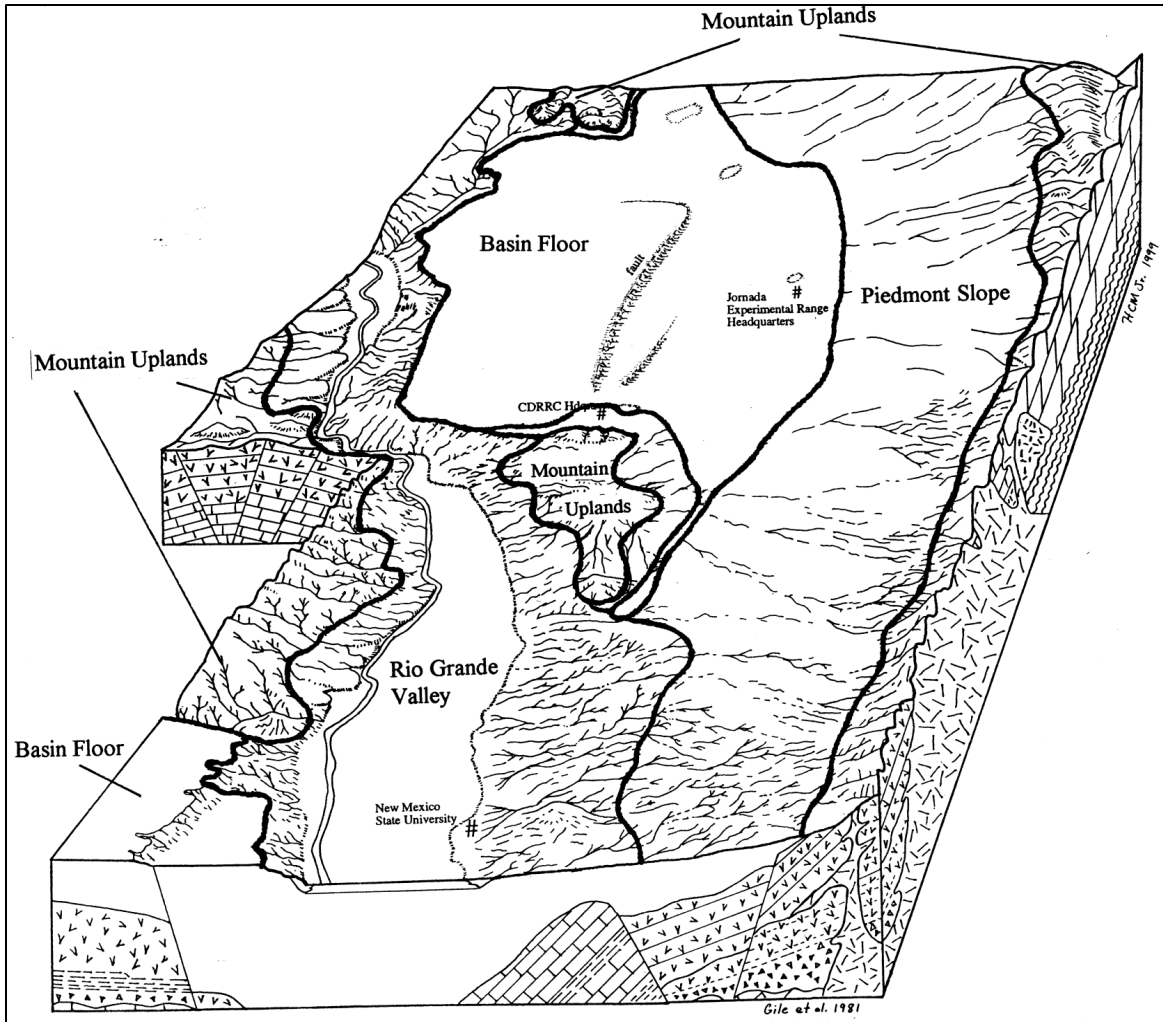 Mountain Uplands
Basin Floor
fault
Jornada
Experimental Range
Headquarters
#
Piedmont Slope
HCM Jr. 1999
Mountain Uplands
CDRRC
#
Mountain
Uplands
Rio Grande
Valley
Basin Floor
New Mexico
State University
#
Gile et al. 1981